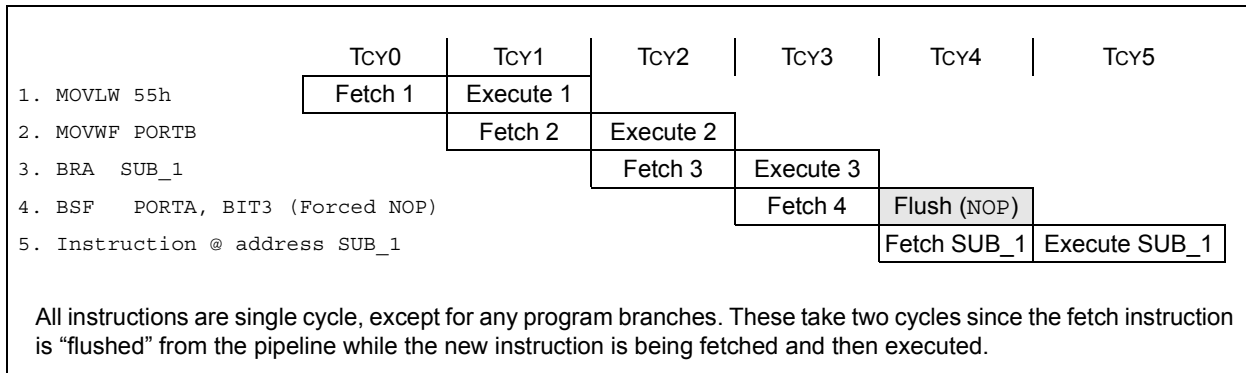 TCY0 TCY1 TCY2 TCY3 TCY4 TCY5
1. MOVLW 55h Fetch 1 Execute 1
2. MOVWF PORTB Fetch 2 Execute 2
3. BRA SUB_1 Fetch 3 Execute 3
4. BSF PORTA, BIT3 (Forced NOP) Fetch 4 Flush (NOP)
5. Instruction @ address SUB_1 Fetch SUB_1 Execute SUB_1
All instructions are single cycle, except for any program branches. These take two cycles since the fetch instruction
is “flushed” from the pipeline while the new instruction is being fetched and then executed.